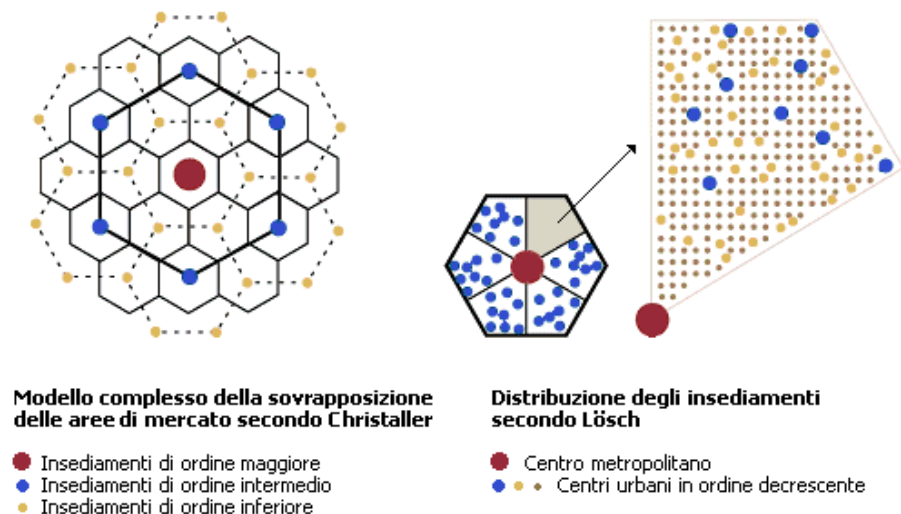 Modello complesso della sovrapposizione
delle aree di mercato secondo Christaller
Insediamenti di ordine maggiore
Insediamenti di ordine intermedio
Insediamenti di ordine inferiore
Distribuzione degli insediamenti
secondo Lösch
Centro metropolitano
Centri urbani in ordine decrescente